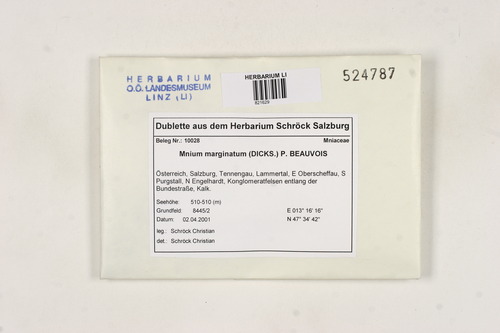 HERBARIUM
O.Ö. LANDESMUSEUM
LINZ (LI)
HERBARIUM LI
921029
524787
Dublette aus dem Herbarium Schröck Salzburg
Beleg Nr.: 10028 Mniaceae
Mnium marginatum (DICKS.) P. BEAUVOIS
Österreich, Salzburg, Tennengau, Lammertal, E Oberscheffau, S
Purgstall, N Engelhardt, Konglomeratfelsen entlang der
Bundestraße, Kalk.
Seehöhe: 510-510 (m)
Grundfeld: 8445/2 E 013° 16' 16"
Datum: 02.04.2001 N 47° 34' 42"
leg.: Schröck Christian
det.: Schröck Christian